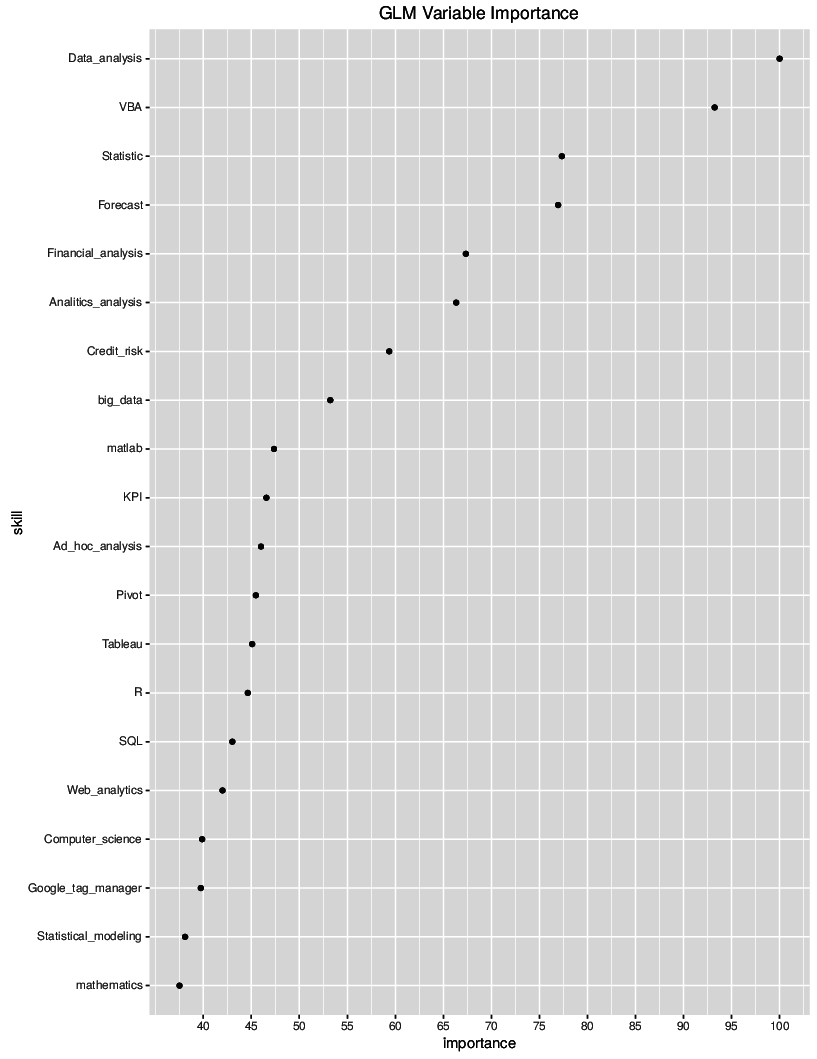 GLM Variable Importance
Data_analysis
VBA
Statistic
Forecast
Financial_analysis
Analitics_analysis
Credit_risk
big_data
matlab
KPI
skill
Ad_hoc_analysis
Pivot
Tableau
R
SQL
Web_analytics
Computer_science
Google_tag_manager
Statistical_modeling
mathematics
40 45 50 55 60 65 70 75 80 85 90 95 100
importance